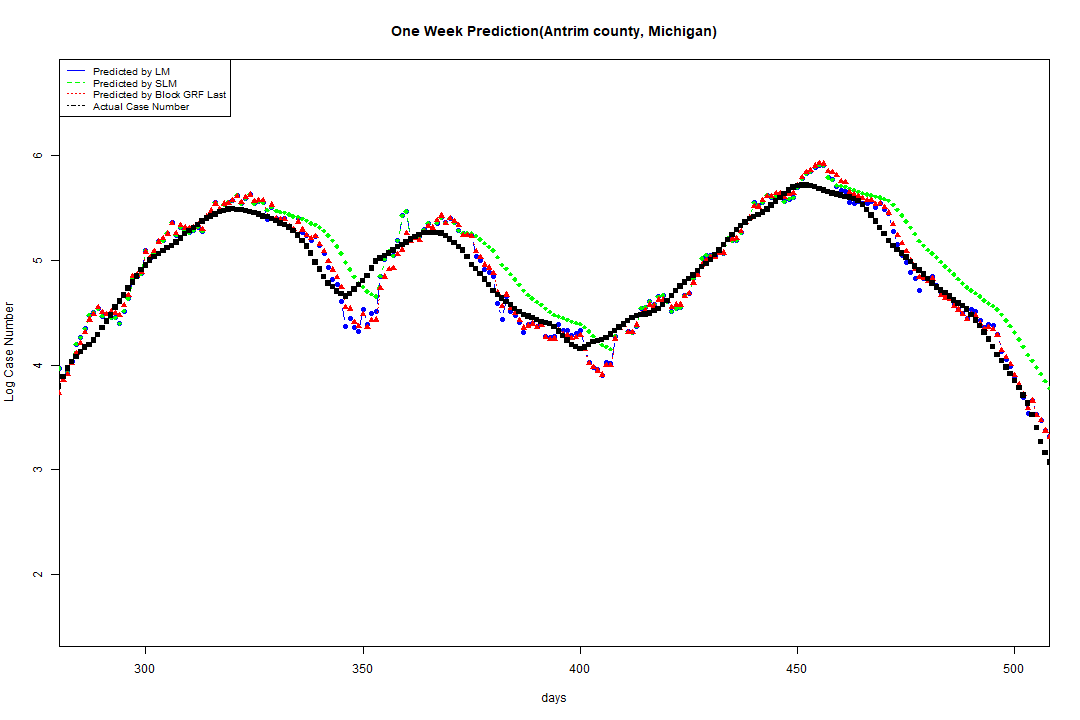 One Week Prediction(Antrim county, Michigan)
Predicted by LM
Predicted by SLM
Predicted by Block GRF Last
Actual Case Number
6
5
4
3
2
Log Case Number
300 350 400 450 500
days